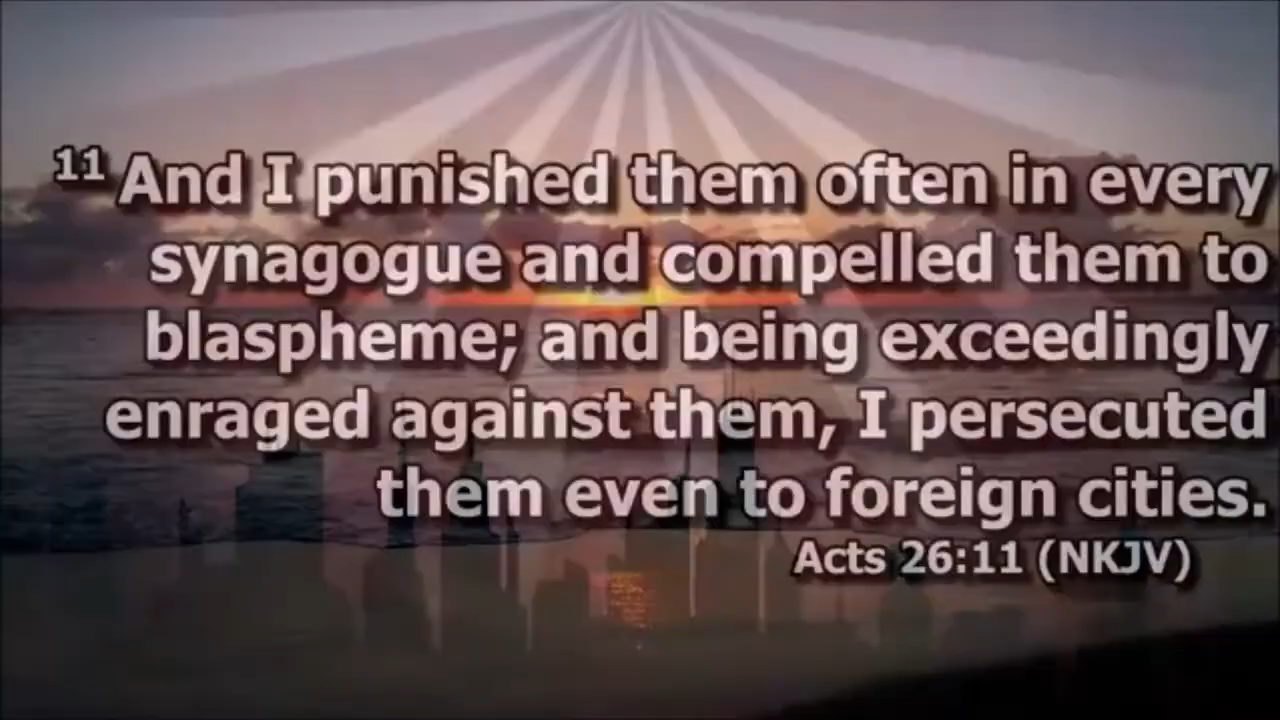 11 And I punished them often in every
synagogue and compelled them to
blaspheme; and being exceedingly
enraged against them, I persecuted
them even to foreign cities.
Acts 26:11 (NKJV)